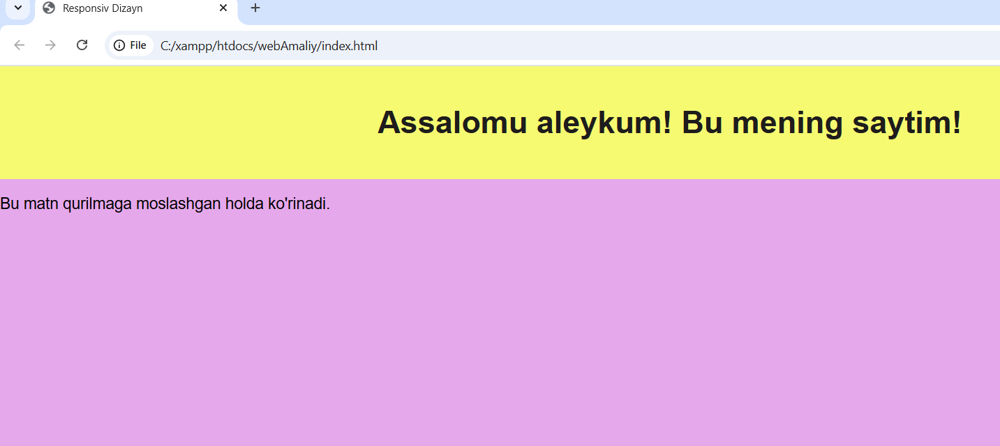 Responsiv Dizayn
File C:/xampp/htdocs/webAmaliy/index.html
Assalomu aleykum! Bu mening saytim!
Bu matn qurilmaga moslashgan holda ko'rinadi.